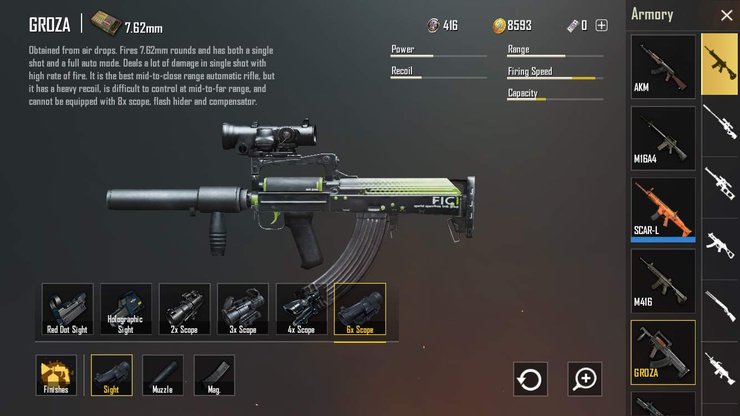 GROZA
7.62mm
416
8593
0
Armory
Obtained from air drops. Fires 7.62mm rounds and has both a single
shot and a full auto mode. Deals a lot of damage in single shot with
high rate of fire. It is the best mid-to-close range automatic rifle, but
it has a heavy recoil, is difficult to control at mid-to-far range, and
cannot be equipped with 8x scope, flash hider and compensator.
Power
Range
Recoil
Firing Speed
Capacity
AKM
M16A4
SCAR-L
M416
GROZA
Red Dot Sight
Holographic
Sight
2x Scope
3x Scope
4x Scope
6x Scope
Finishes
Sight
Muzzle
Mag.